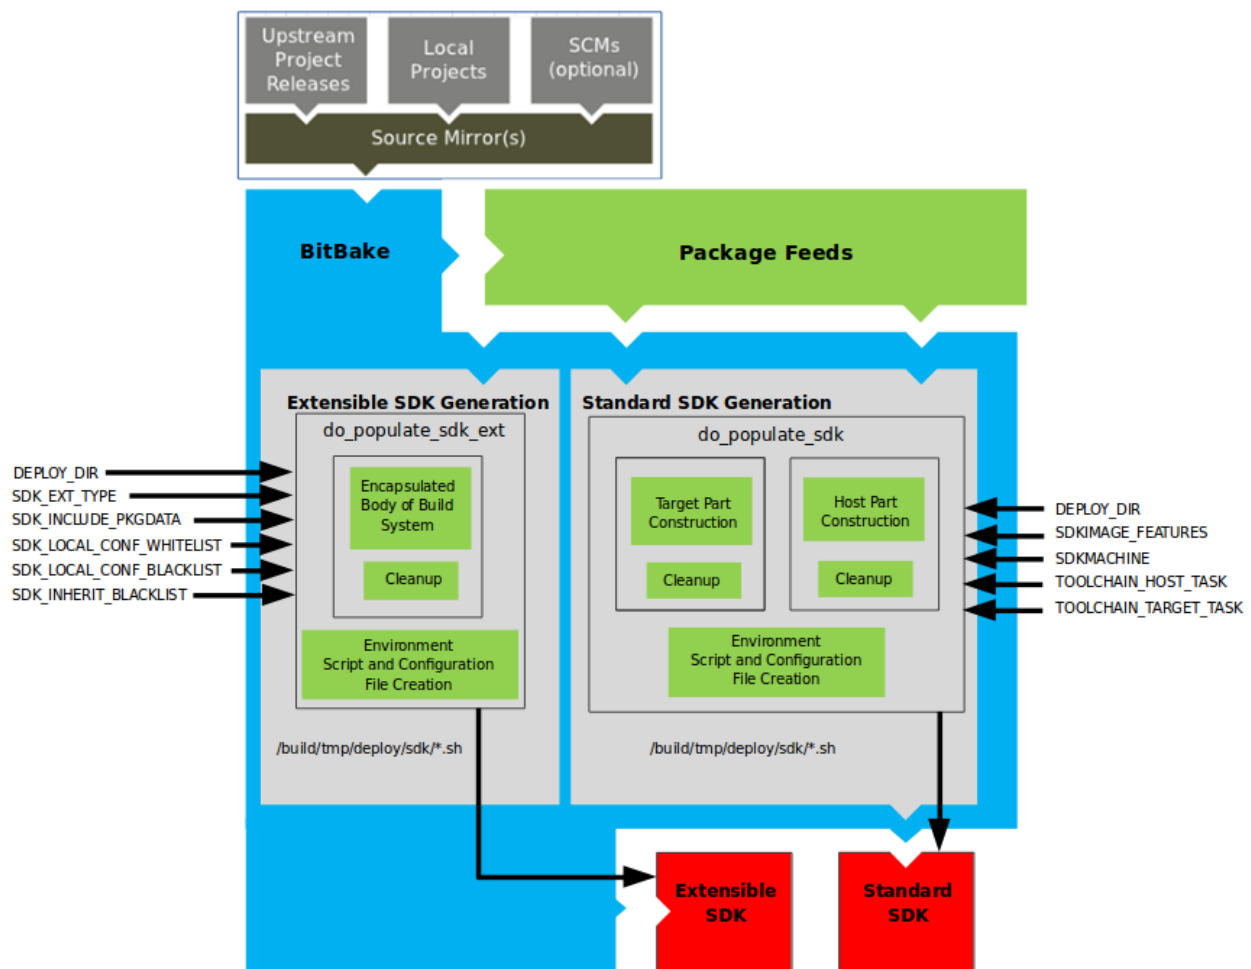 Upstream
Project
Releases
Local
Projects
SCMs
(optional)
Source Mirror(s)
BitBake
Package Feeds
Extensible SDK Generation
do_populate_sdk_ext
Encapsulated
Body of Build
System
Cleanup
Environment
Script and Configuration
File Creation
/build/tmp/deploy/sdk/*.sh
Standard SDK Generation
do_populate_sdk
Target Part
Construction
Cleanup
Host Part
Construction
Cleanup
Environment
Script and Configuration
File Creation
/build/tmp/deploy/sdk/*.sh
DEPLOY_DIR
SDK_EXT_TYPE
SDK_INCLUDE_PKGDATA
SDK_LOCAL_CONF_WHITELIST
SDK_LOCAL_CONF_BLACKLIST
SDK_INHERIT_BLACKLIST
DEPLOY_DIR
SDKIMAGE_FEATURES
SDKMACHINE
TOOLCHAIN_HOST_TASK
TOOLCHAIN_TARGET_TASK
Extensible
SDK
Standard
SDK